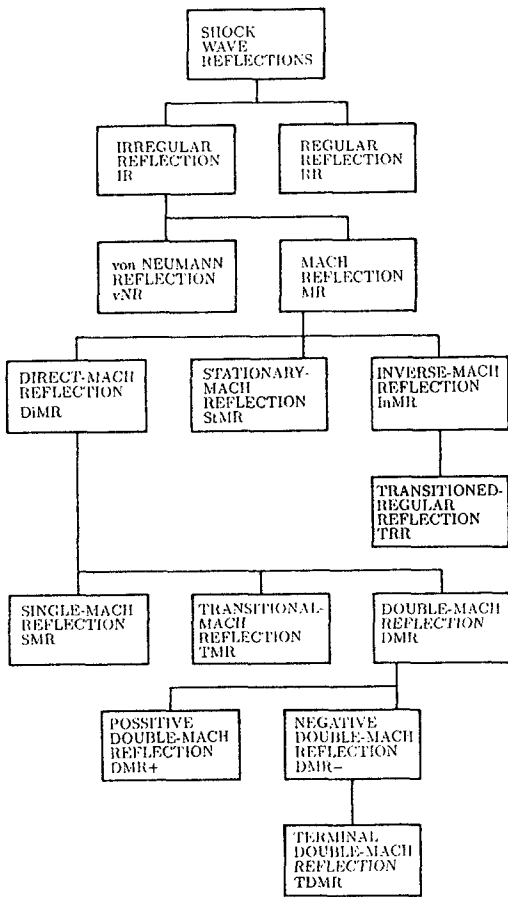 SHOCK
WAVE
REFLECTIONS
IRREGULAR
REFLECTION
IR
REGULAR
REFLECTION
RR
von NEUMANN
REFLECTION
vNR
MACH
REFLECTION
MR
DIRECT-MACH
REFLECTION
DiMR
STATIONARY-
MACH
REFLECTION
StMR
INVERSE-MACH
REFLECTION
InMR
TRANSITIONED-
REGULAR
REFLECTION
TRR
SINGLE-MACH
REFLECTION
SMR
TRANSITIONAL-
MACH
REFLECTION
TMR
DOUBLE-MACH
REFLECTION
DMR
POSSITIVE
DOUBLE-MACH
REFLECTION
DMR+
NEGATIVE
DOUBLE-MACH
REFLECTION
DMR−
TERMINAL
DOUBLE-MACH
REFLECTION
TDMR